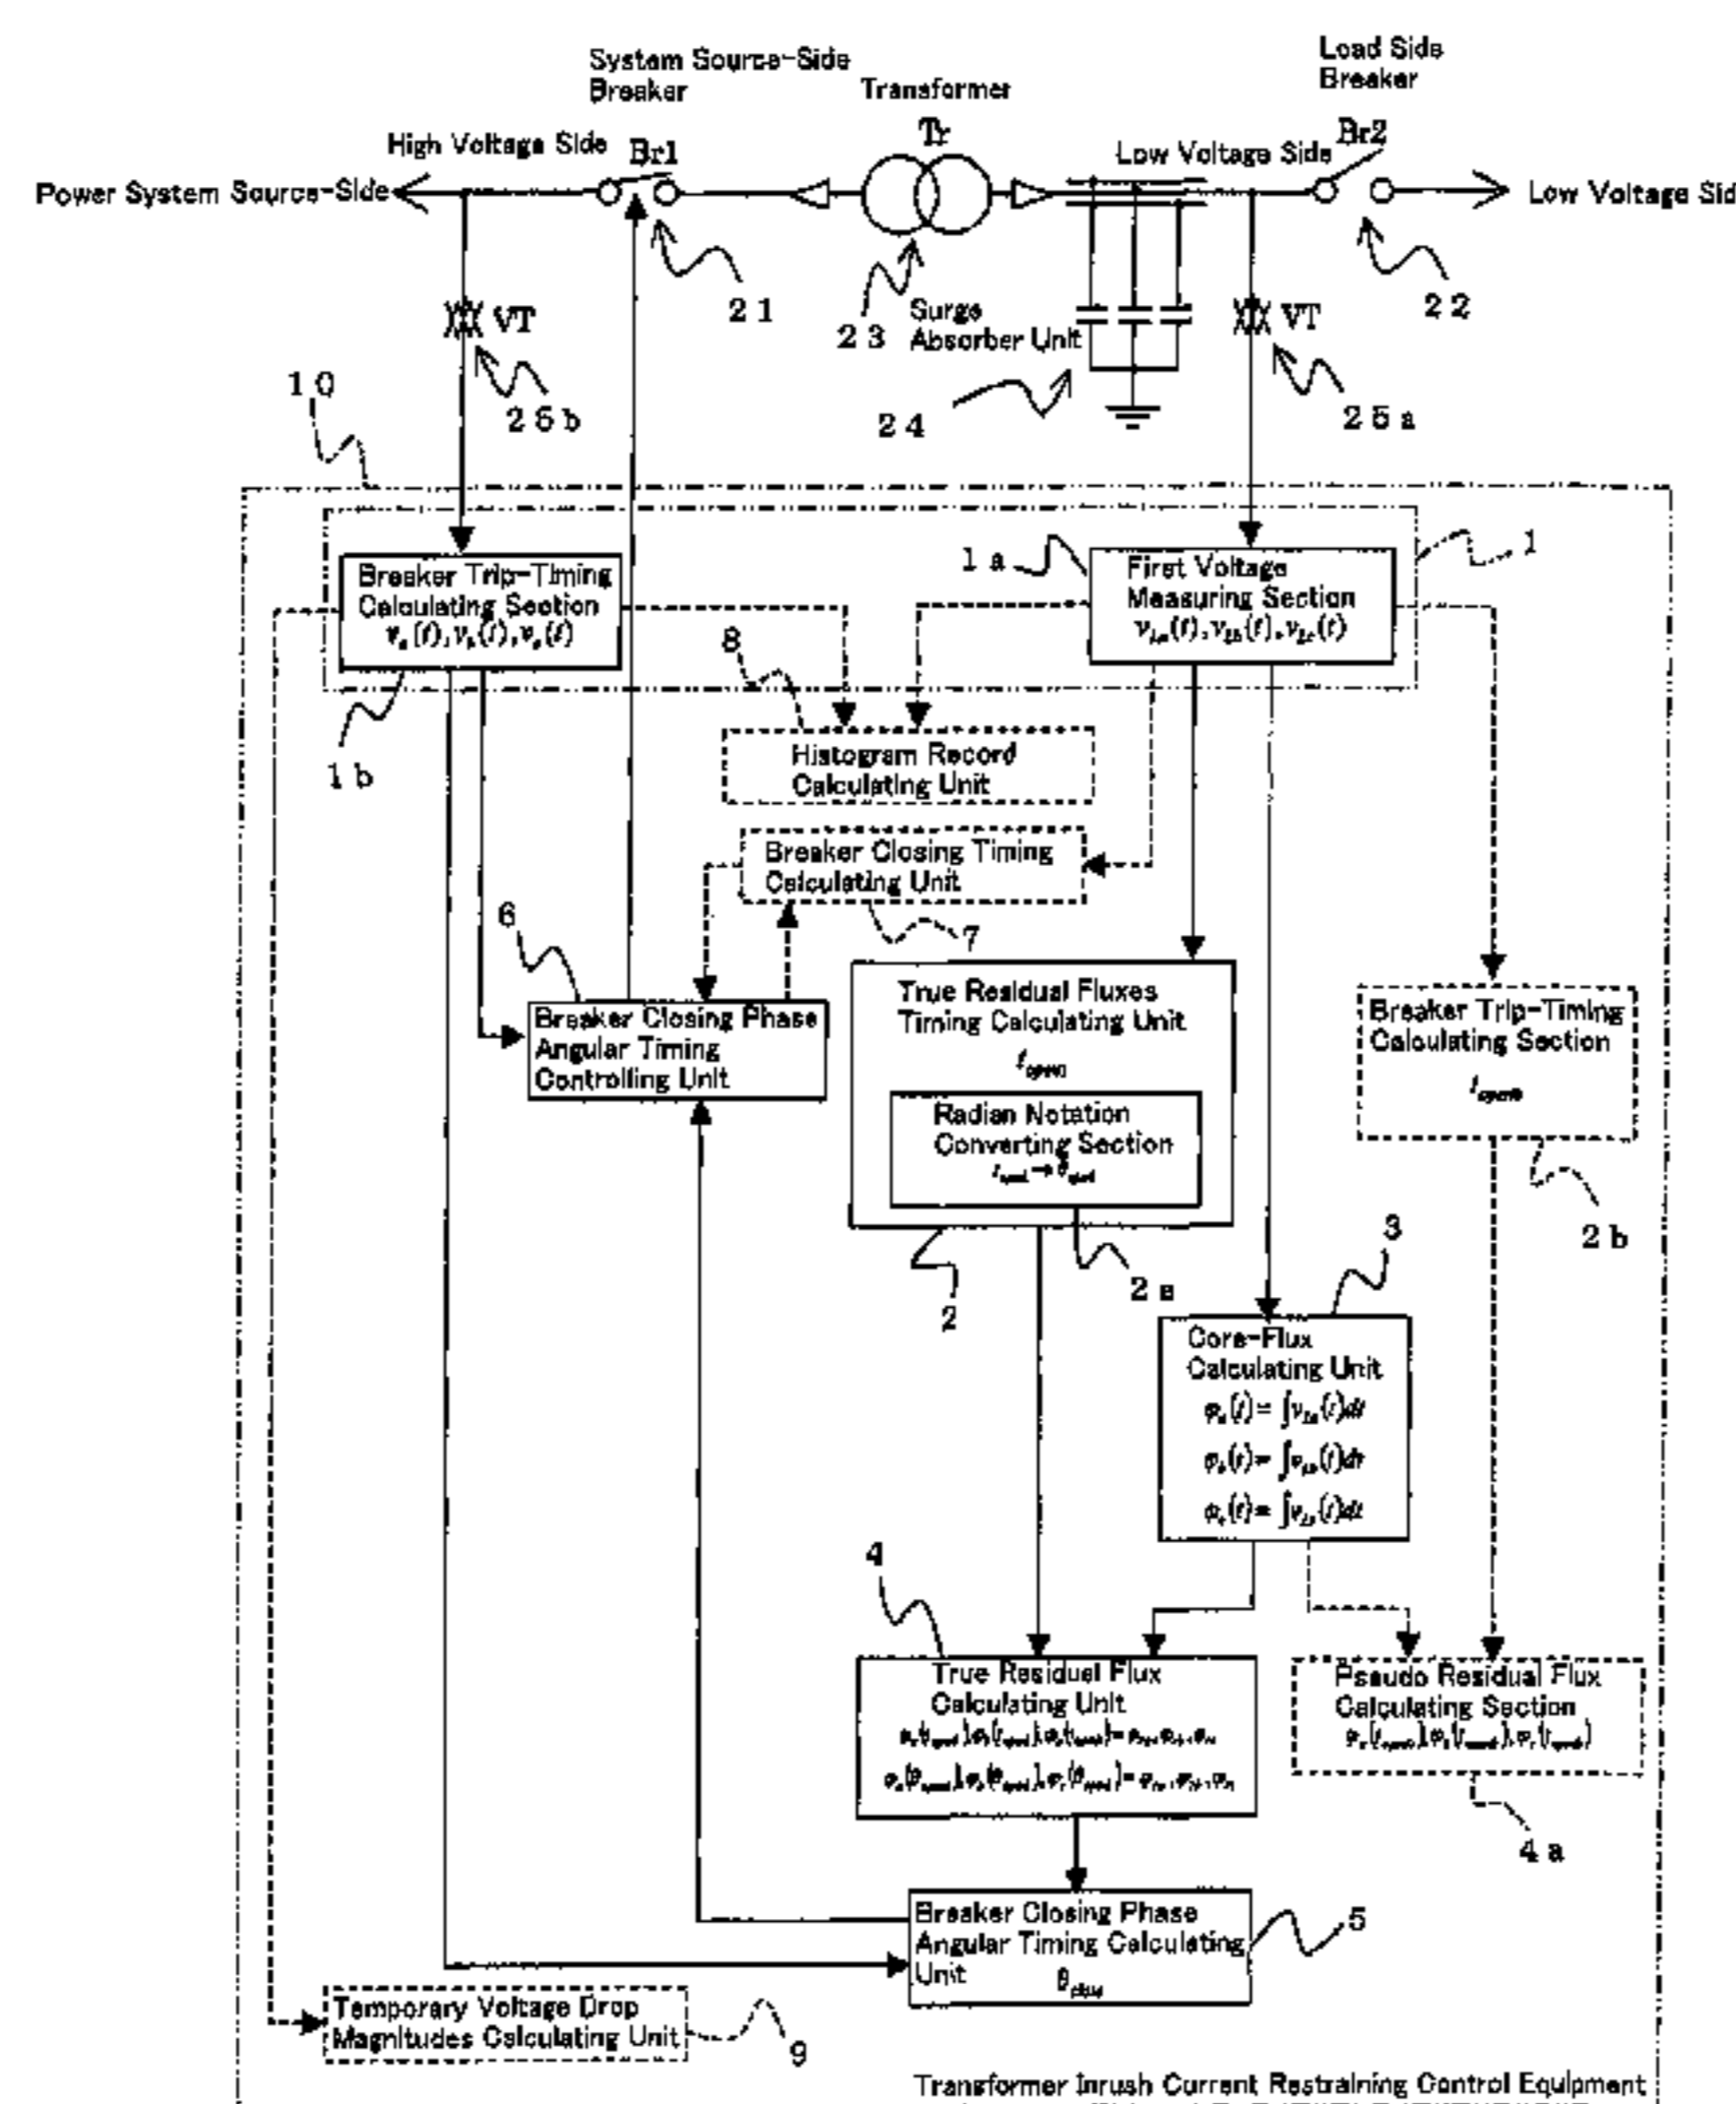 System Source-Side
Breaker
Transformer
Load Side
Breaker
Tr
High Voltage Side
Br1
Low Voltage Side
Br2
Power System Source-Side
Low Voltage Sid
21
22
VT
23
Surge
Absorber Unit
VT
10
25b
24
25a
1
1a
Breaker Trip-Timing
Calculating Section
First Voltage
Measuring Section
8
1b
Histogram Record
Calculating Unit
Breaker Closing Timing
Calculating Unit
6
7
Breaker Closing Phase
Angular Timing
Controlling Unit
True Residual Fluxes
Timing Calculating Unit
Breaker Trip-Timing
Calculating Section
Radian Notation
Converting Section
2
2a
2b
3
Core-Flux
Calculating Unit
4
True Residual Flux
Calculating Unit
Pseudo Residual Flux
Calculating Section
4a
Breaker Closing Phase
Angular Timing Calculating
Unit
5
Temporary Voltage Drop
Magnitudes Calculating Unit
9
Transformer Inrush Current Restraining Control Equipment